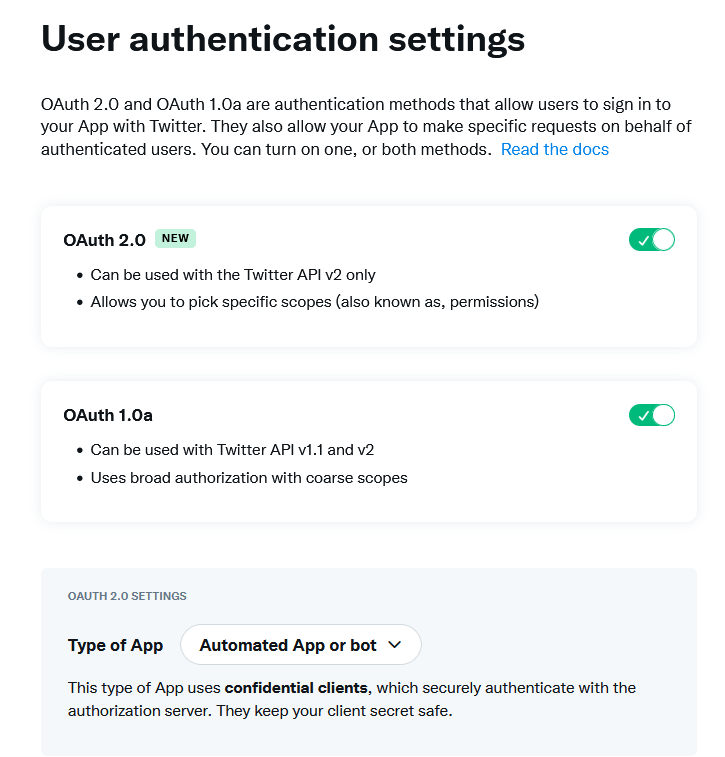 User authentication settings
OAuth 2.0 and OAuth 1.0a are authentication methods that allow users to sign in to
your App with Twitter. They also allow your App to make specific requests on behalf of
authenticated users. You can turn on one, or both methods. Read the docs
OAuth 2.0 NEW
• Can be used with the Twitter API v2 only
• Allows you to pick specific scopes (also known as, permissions)
OAuth 1.0a
• Can be used with Twitter API v1.1 and v2
• Uses broad authorization with coarse scopes
OAUTH 2.0 SETTINGS
Type of App Automated App or bot
This type of App uses confidential clients, which securely authenticate with the
authorization server. They keep your client secret safe.